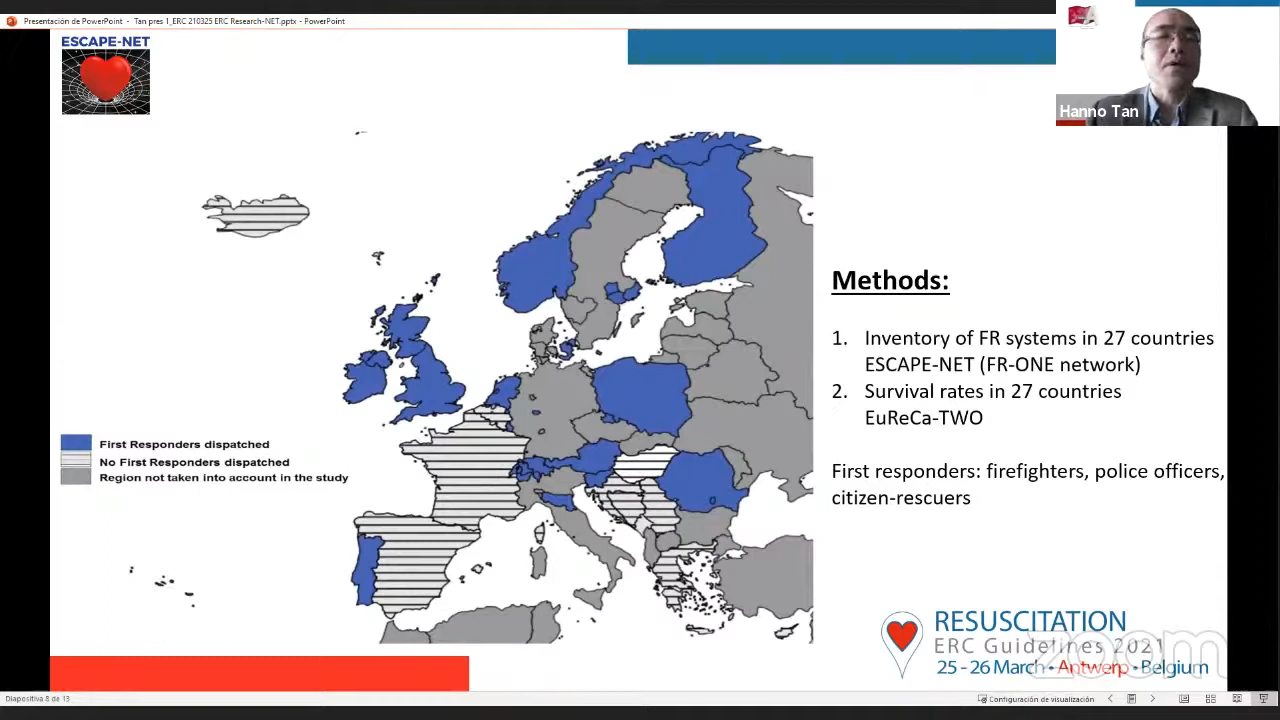 Presentación de PowerPoint - Tan pres 1_ERC 210325 ERC Research-NET.pptx - PowerPoint
ESCAPE-NET
Hanno Tan
Methods:
1. Inventory of FR systems in 27 countries
ESCAPE-NET (FR-ONE network)
2. Survival rates in 27 countries
EuReCa-TWO
First responders: firefighters, police officers,
citizen-rescuers
First Responders dispatched
No First Responders dispatched
Region not taken into account in the study
RESUSCITATION
ERC Guidelines 2021
25 - 26 March • Antwerp • Belgium
zoom
Diapositiva 8 de 13
Configuración de visualización